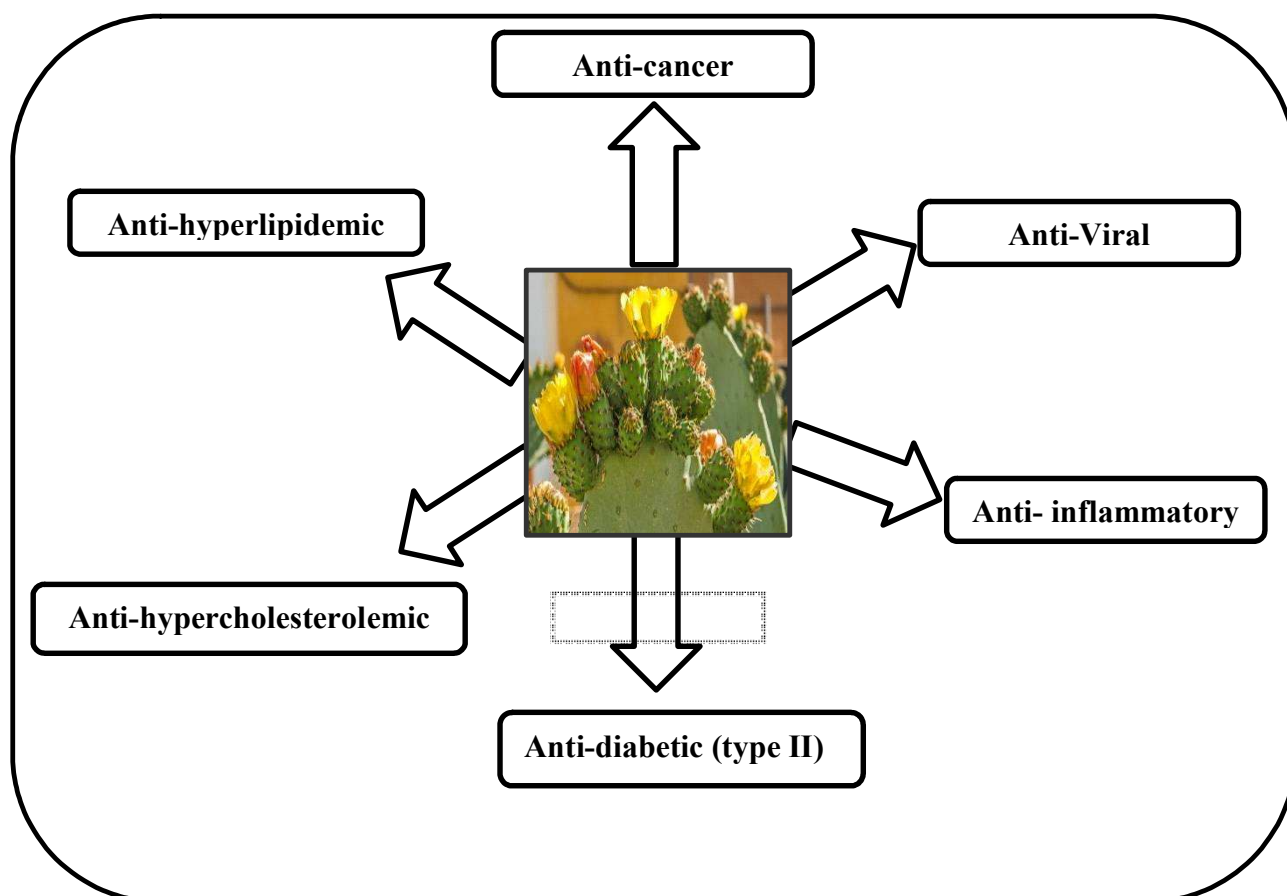 Anti-cancer
Anti-hyperlipidemic
Anti-Viral
Anti- inflammatory
Anti-hypercholesterolemic
Anti-diabetic (type II)